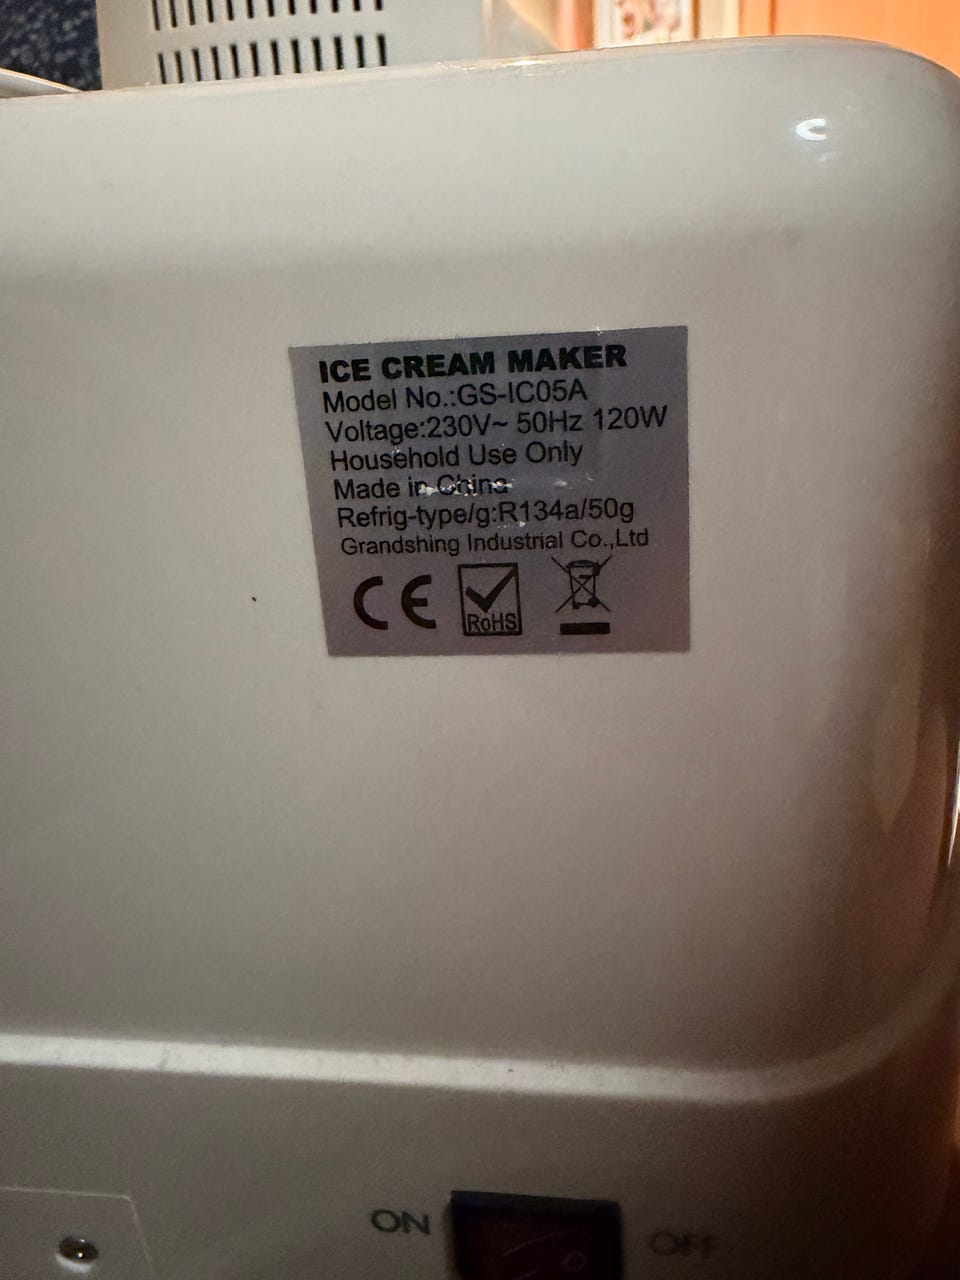 ICE CREAM MAKER
Model No.:GS-IC05A
Voltage:230V~ 50Hz 120W
Household Use Only
Made in China
Refrig-type/g:R134a/50g
Grandshing Industrial Co.,Ltd
CE RoHS
ON OFF